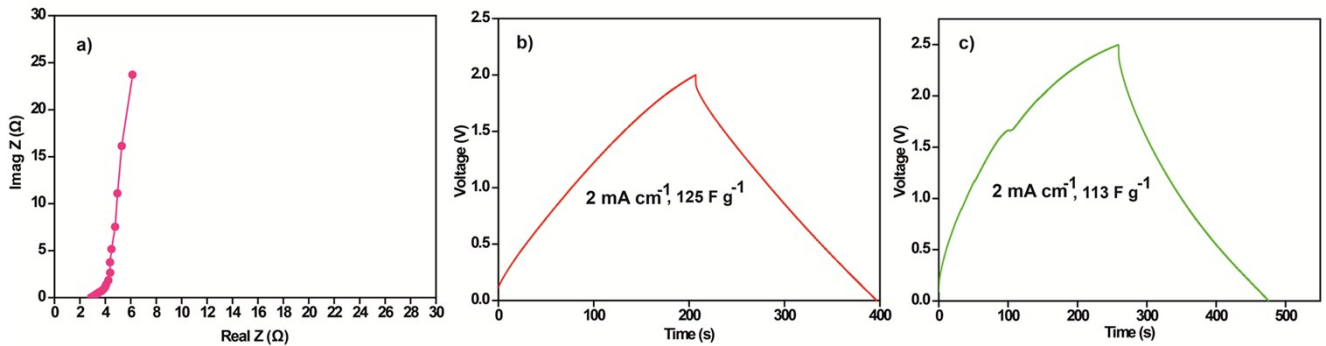 a)
30
25
20
15
10
5
0
Imag Z (Ω)
0 2 4 6 8 10 12 14 16 18 20 22 24 26 28 30
Real Z (Ω)
b)
2.5
2.0
1.5
1.0
0.5
0.0
Voltage (V)
2 mA cm⁻¹, 125 F g⁻¹
0 100 200 300 400
Time (s)
c)
2.5
2.0
1.5
1.0
0.5
0.0
Voltage (V)
2 mA cm⁻¹, 113 F g⁻¹
0 100 200 300 400 500
Time (s)